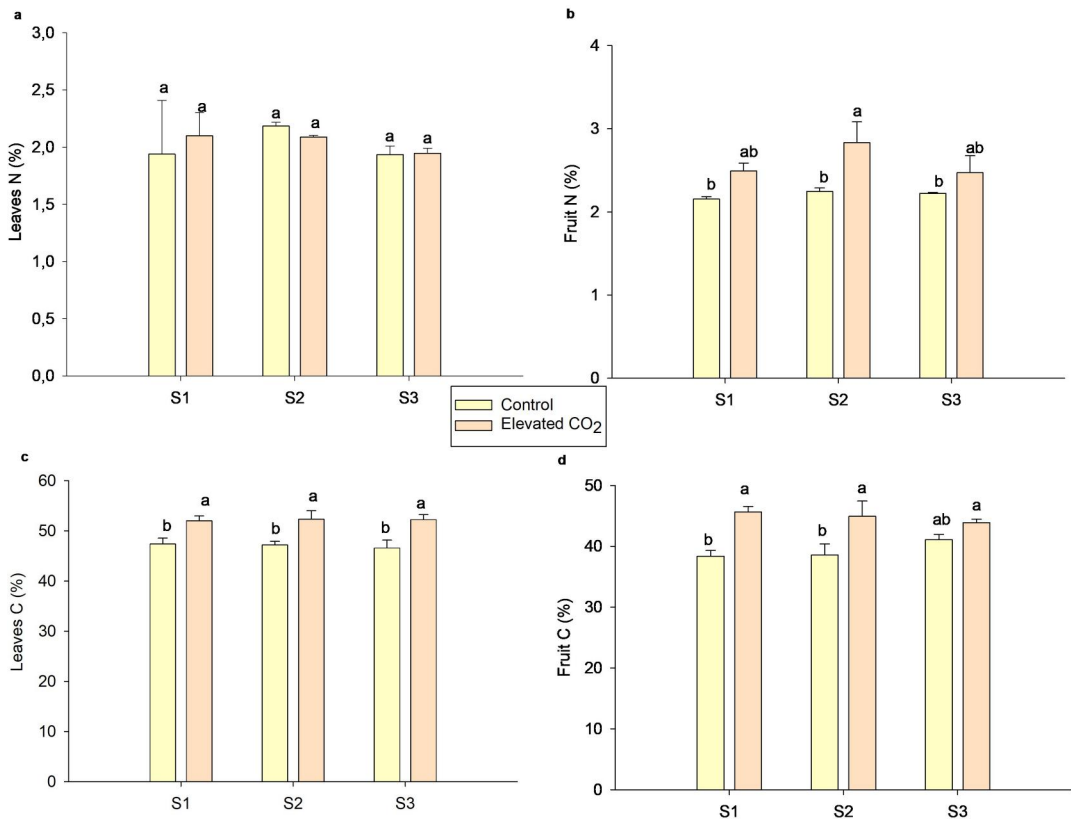 a
3,0
2,5
2,0
1,5
1,0
0,5
0,0
Leaves N (%)
a a a a a a
S1 S2 S3
b
4
3
2
1
0
Fruit N (%)
b ab b a b ab
S1 S2 S3
Control
Elevated CO2
c
60
50
40
30
20
10
0
Leaves C (%)
b a b a b a
S1 S2 S3
d
50
40
30
20
10
0
Fruit C (%)
b a b a ab a
S1 S2 S3